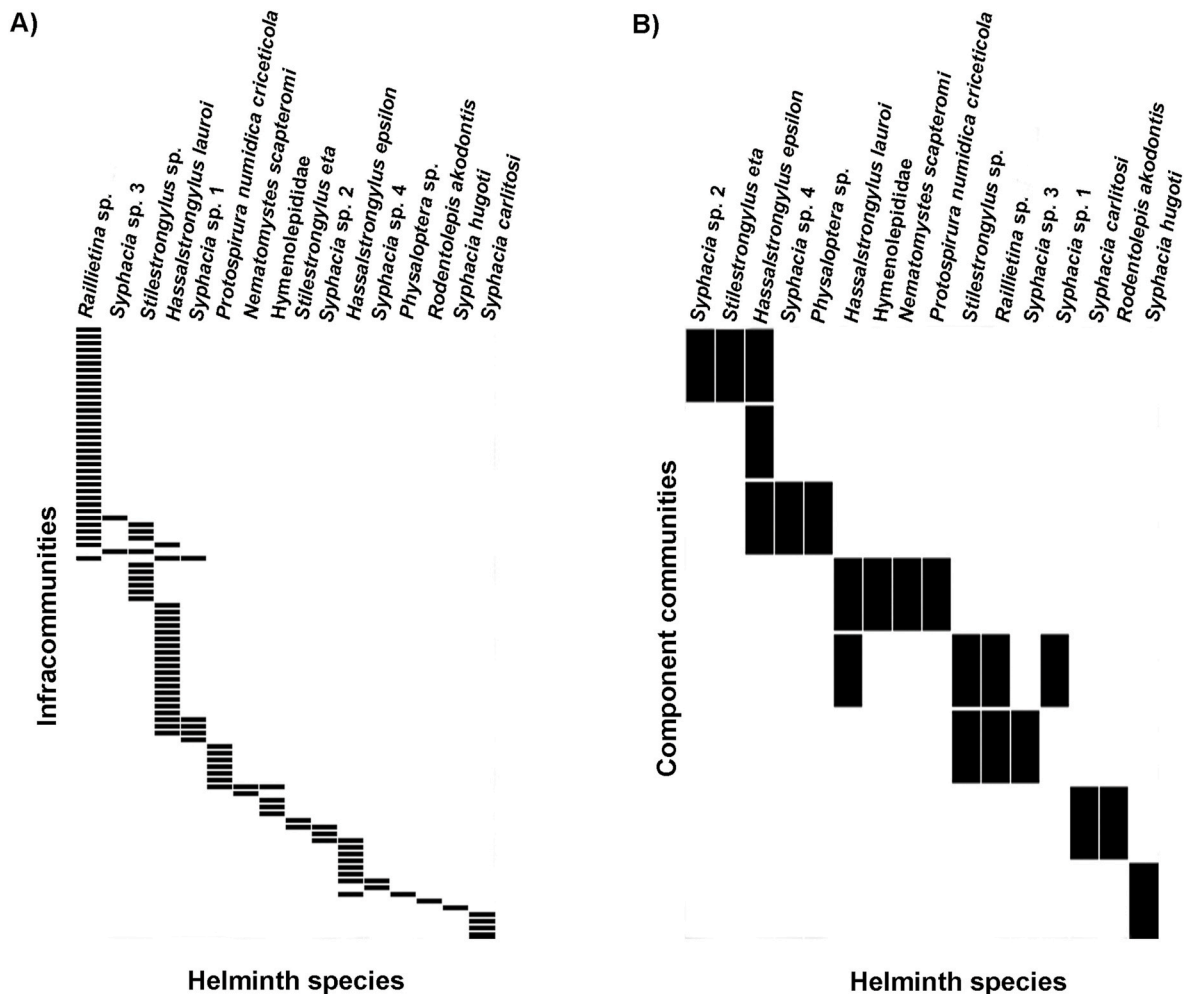 A)
Raillietina sp.
Syphacia sp. 3
Stilestrongylus sp.
Hassalstrongylus lauroi
Syphacia sp. 1
Protospirura numidica criceticola
Nematomystes scapteromi
Hymenolepididae
Stilestrongylus eta
Syphacia sp. 2
Hassalstrongylus epsilon
Syphacia sp. 4
Physaloptera sp.
Rodentolepis akodontis
Syphacia hugoti
Syphacia carlitosi
Infracommunities
Helminth species
B)
Syphacia sp. 2
Stilestrongylus eta
Hassalstrongylus epsilon
Syphacia sp. 4
Physaloptera sp.
Hassalstrongylus lauroi
Hymenolepididae
Nematomystes scapteromi
Protospirura numidica criceticola
Stilestrongylus sp.
Raillietina sp.
Syphacia sp. 3
Syphacia sp. 1
Syphacia carlitosi
Rodentolepis akodontis
Syphacia hugoti
Component communities
Helminth species